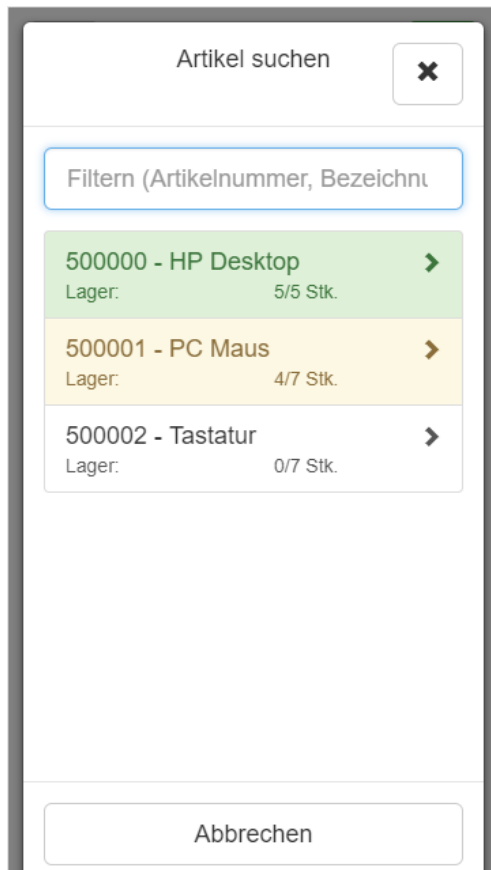 Artikel suchen
Filtern (Artikelnummer, Bezeichnu
500000 - HP Desktop
Lager: 5/5 Stk.
500001 - PC Maus
Lager: 4/7 Stk.
500002 - Tastatur
Lager: 0/7 Stk.
Abbrechen